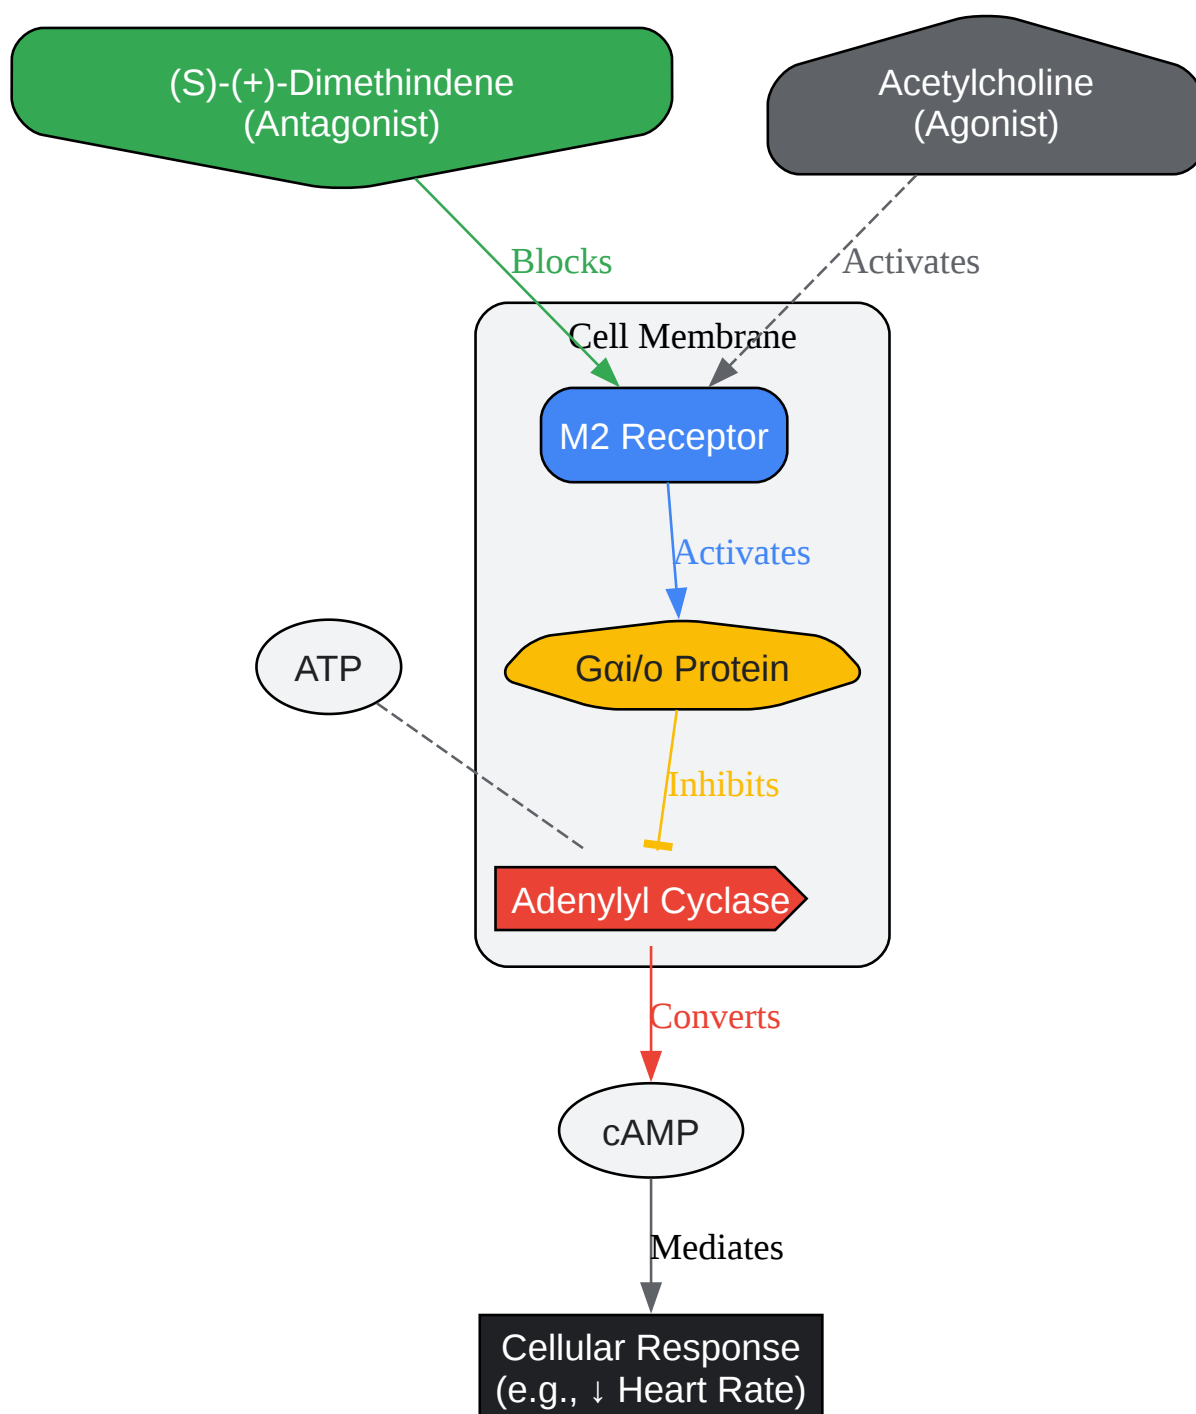 (S)-(+)-Dimethindene
(Antagonist)
Acetylcholine
(Agonist)
Blocks
Activates
Cell Membrane
M2 Receptor
Activates
ATP
Gαi/o Protein
Inhibits
Adenylyl Cyclase
Converts
cAMP
Mediates
Cellular Response
(e.g., ↓ Heart Rate)